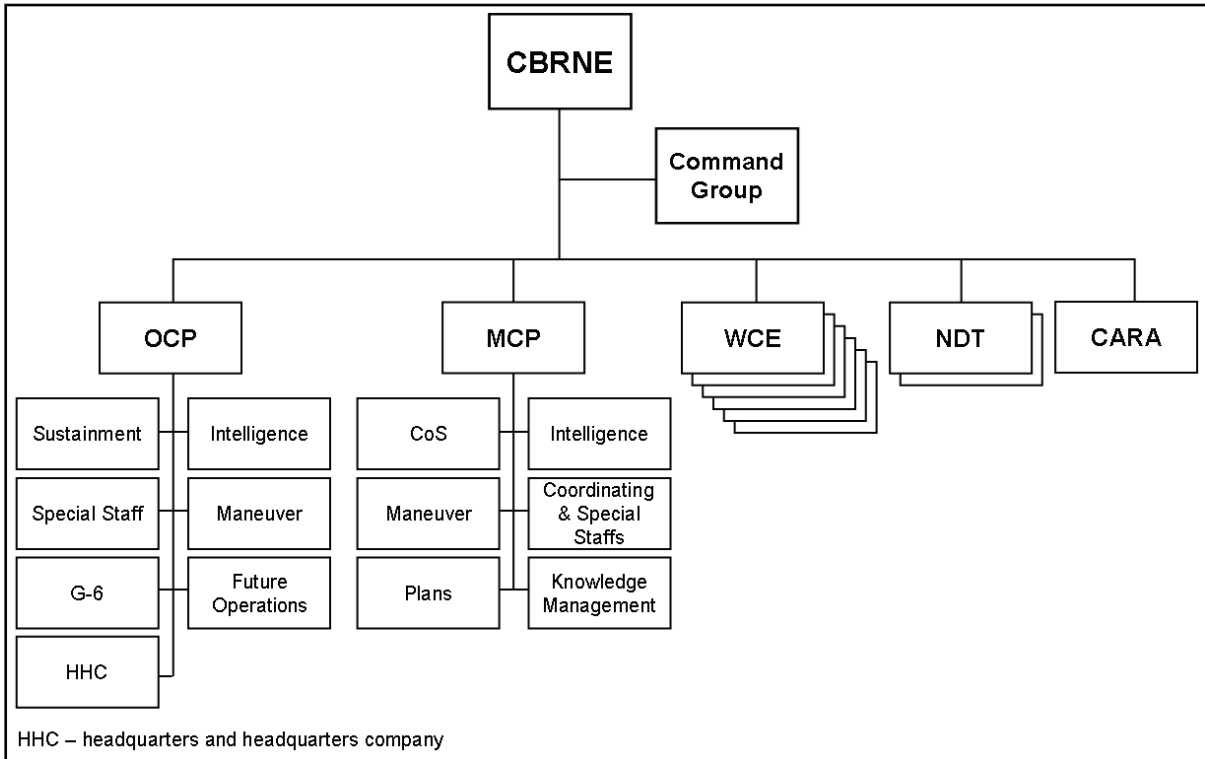 CBRNE
Command
Group
OCP
MCP
WCE
NDT
CARA
Sustainment
Intelligence
CoS
Intelligence
Special Staff
Maneuver
Maneuver
Coordinating
& Special
Staffs
G-6
Future
Operations
Plans
Knowledge
Management
HHC
HHC – headquarters and headquarters company